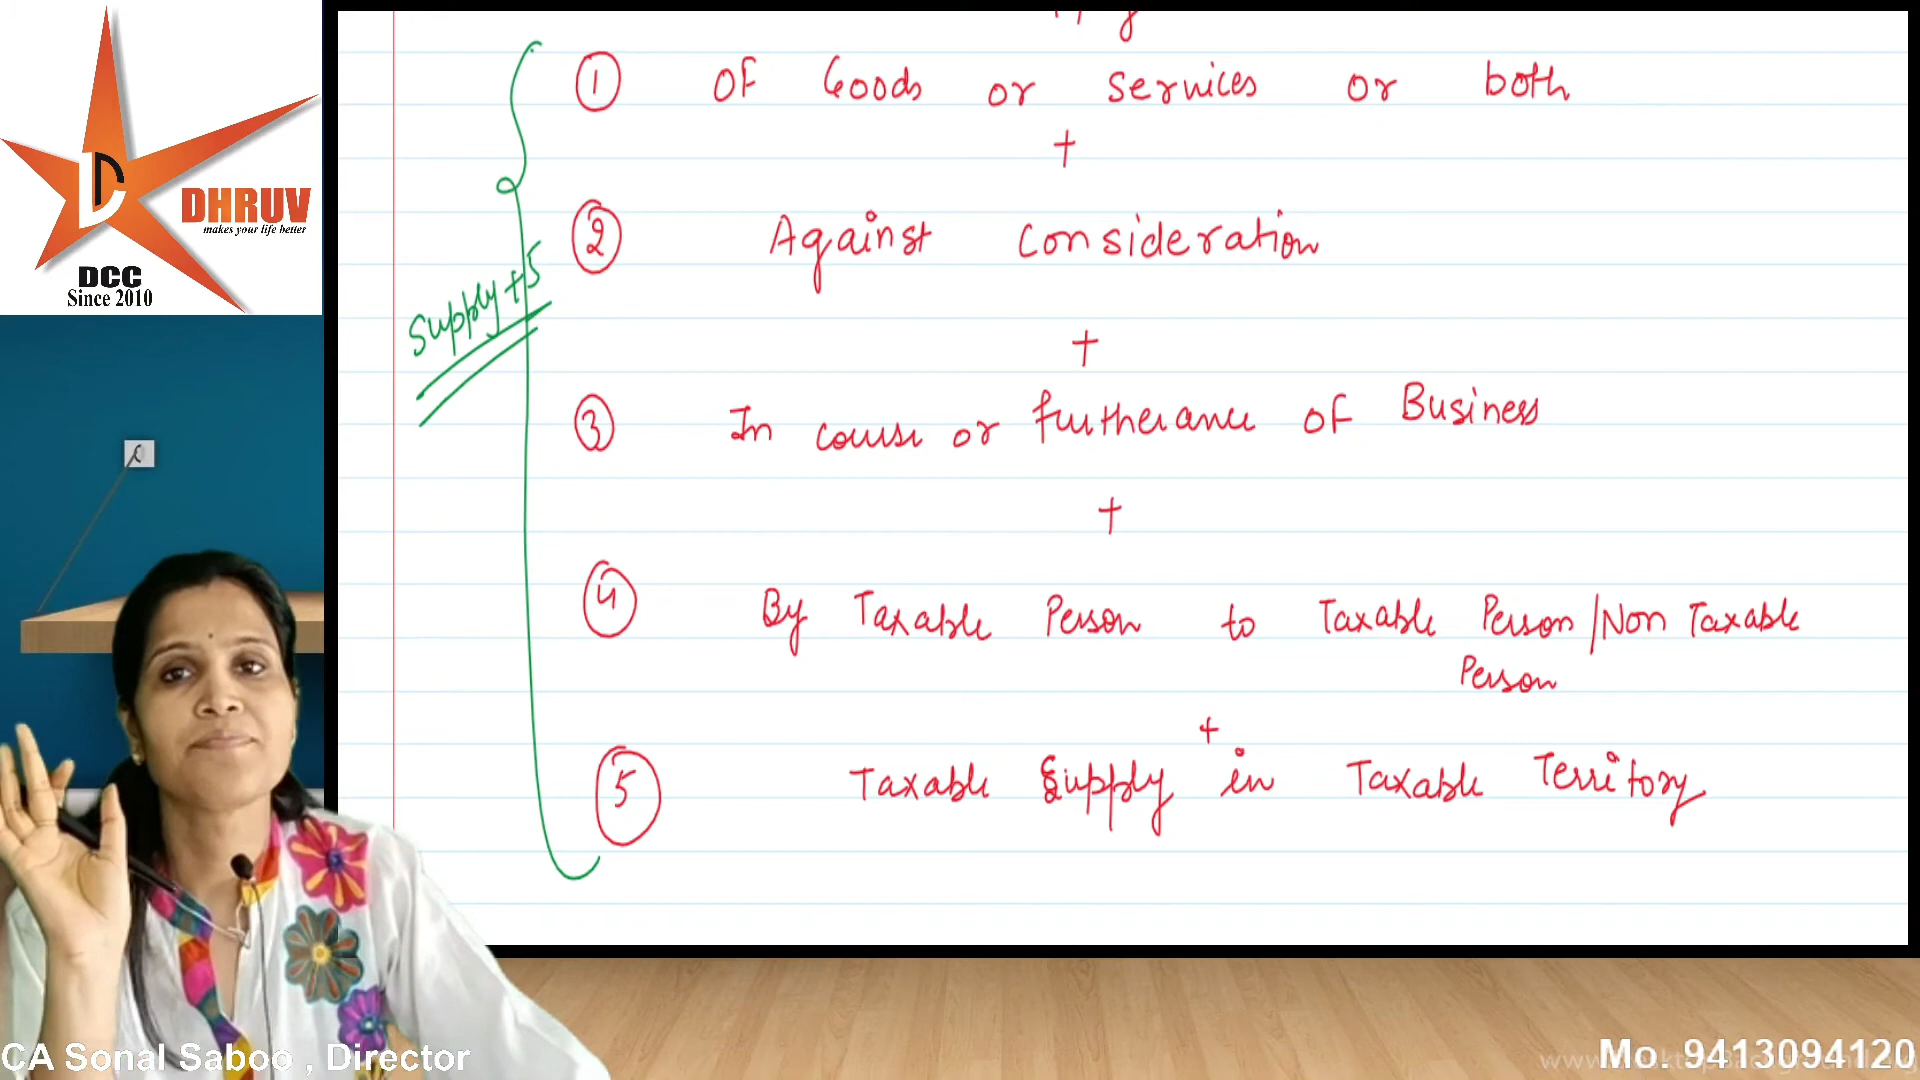 DC
DHRUV
makes your life better
DCC
Since 2010
① Of Goods or Services or both
+
② Against Consideration
+
③ In course or furtherance of Business
+
④ By Taxable Person to Taxable Person/Non Taxable
Person
+
⑤ Taxable Supply in Taxable Territory
Supply + 5
CA Sonal Saboo , Director
Mo. 9413094120